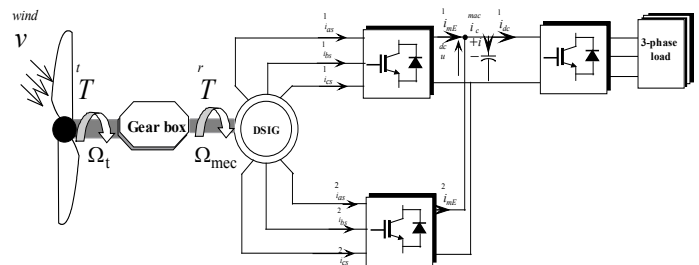 wind
v
t
T
Ω_t
Gear box
r
T
Ω_mec
DSIG
1
i_as
1
i_bs
1
i_cs
1
i_mE
dc
u
mac
i_c
+i
−
1
i_dc
3-phase
load
2
i_as
2
i_bs
2
i_cs
2
i_mE